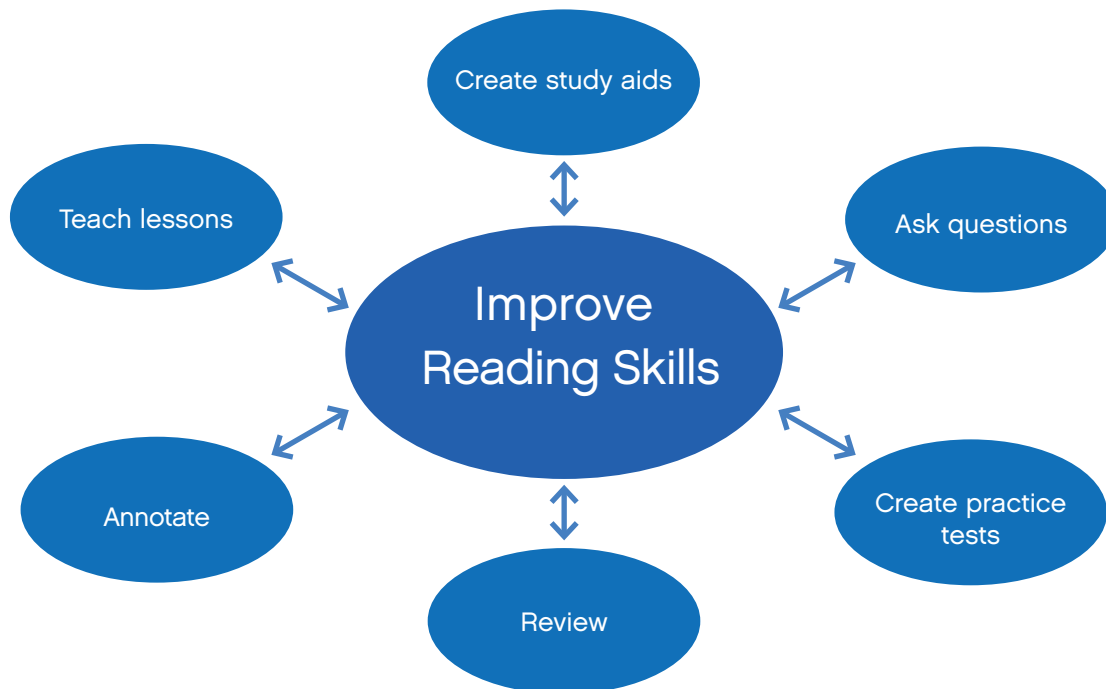 Create study aids
Teach lessons
Ask questions
Improve
Reading Skills
Annotate
Create practice
tests
Review